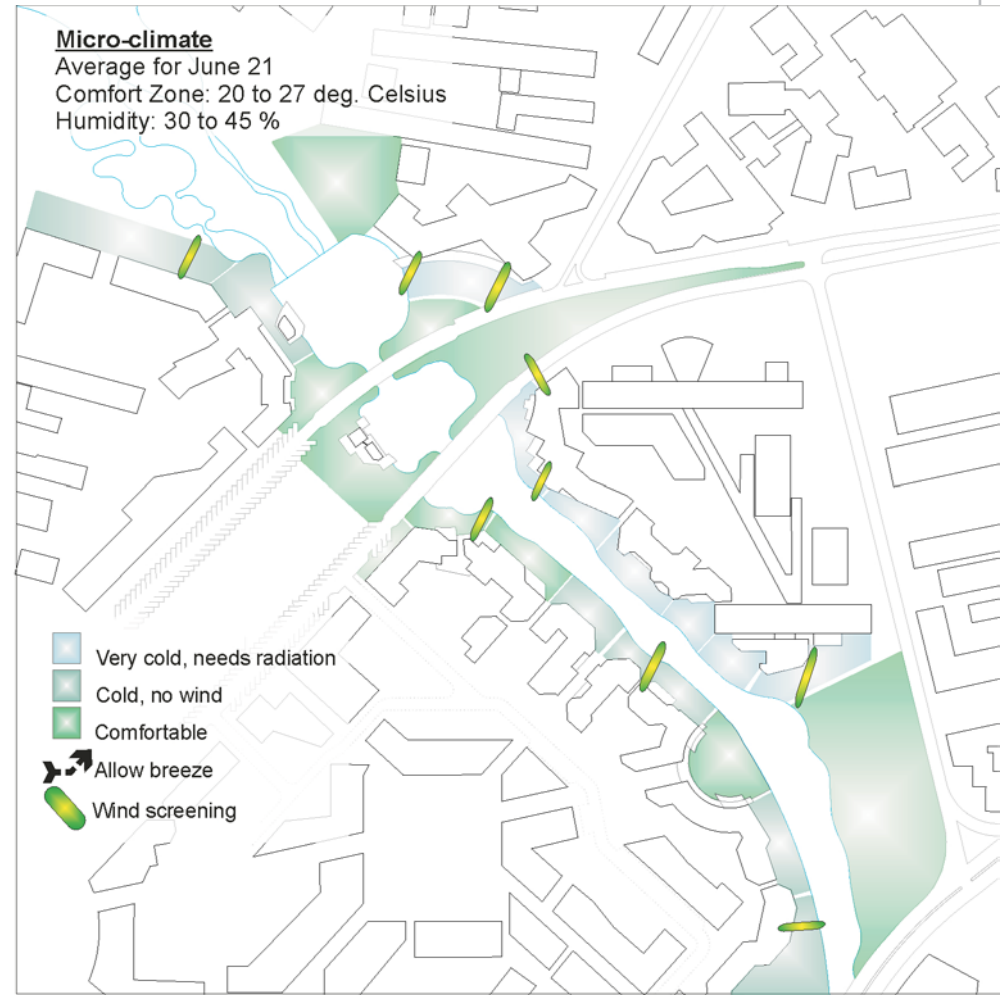 Micro-climate
Average for June 21
Comfort Zone: 20 to 27 deg. Celsius
Humidity: 30 to 45 %
Very cold, needs radiation
Cold, no wind
Comfortable
Allow breeze
Wind screening